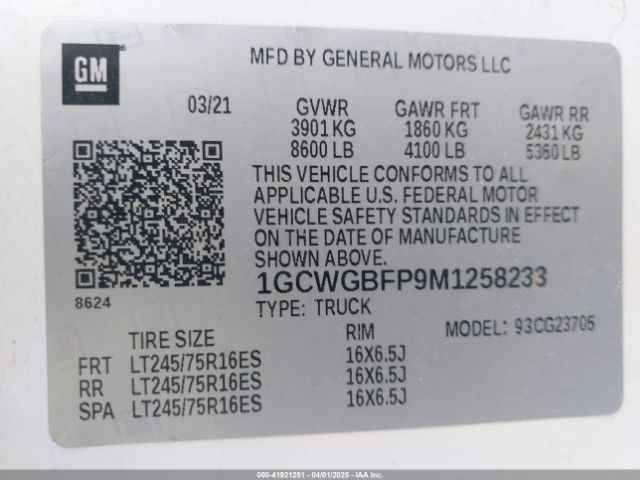 GM
MFD BY GENERAL MOTORS LLC
03/21 GVWR GAWR FRT GAWR RR
3901 KG 1860 KG 2431 KG
8600 LB 4100 LB 5360 LB
THIS VEHICLE CONFORMS TO ALL
APPLICABLE U.S. FEDERAL MOTOR
VEHICLE SAFETY STANDARDS IN EFFECT
ON THE DATE OF MANUFACTURE
SHOWN ABOVE.
8624
1GCWGBFP9M1258233
TYPE: TRUCK
MODEL: 93CG23705
TIRE SIZE RIM
FRT LT245/75R16ES 16X6.5J
RR LT245/75R16ES 16X6.5J
SPA LT245/75R16ES 16X6.5J
000-41921251 - 04/01/2025 - IAA Inc.